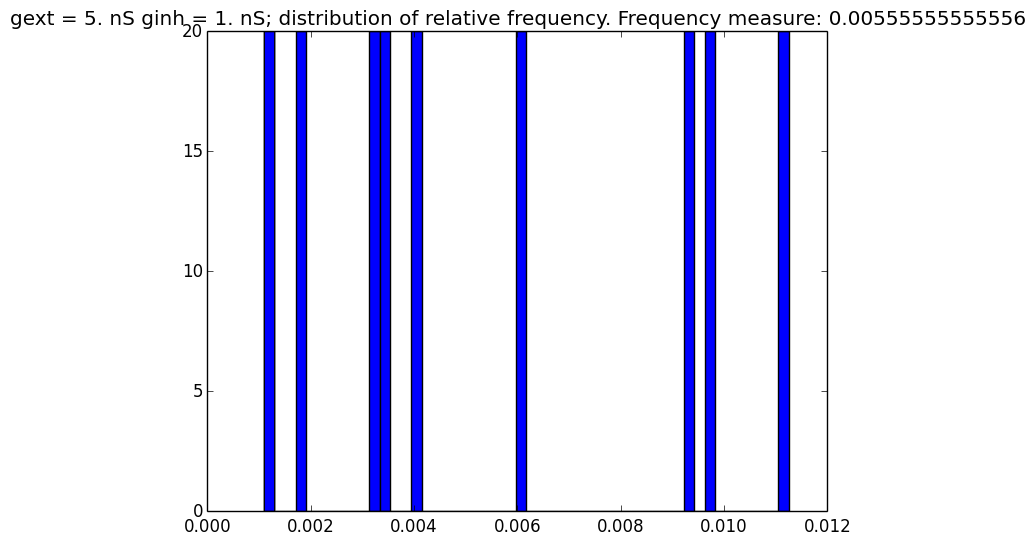 gext = 5. nS ginh = 1. nS; distribution of relative frequency. Frequency measure: 0.00555555555556
20
15
10
5
0
0.000 0.002 0.004 0.006 0.008 0.010 0.012